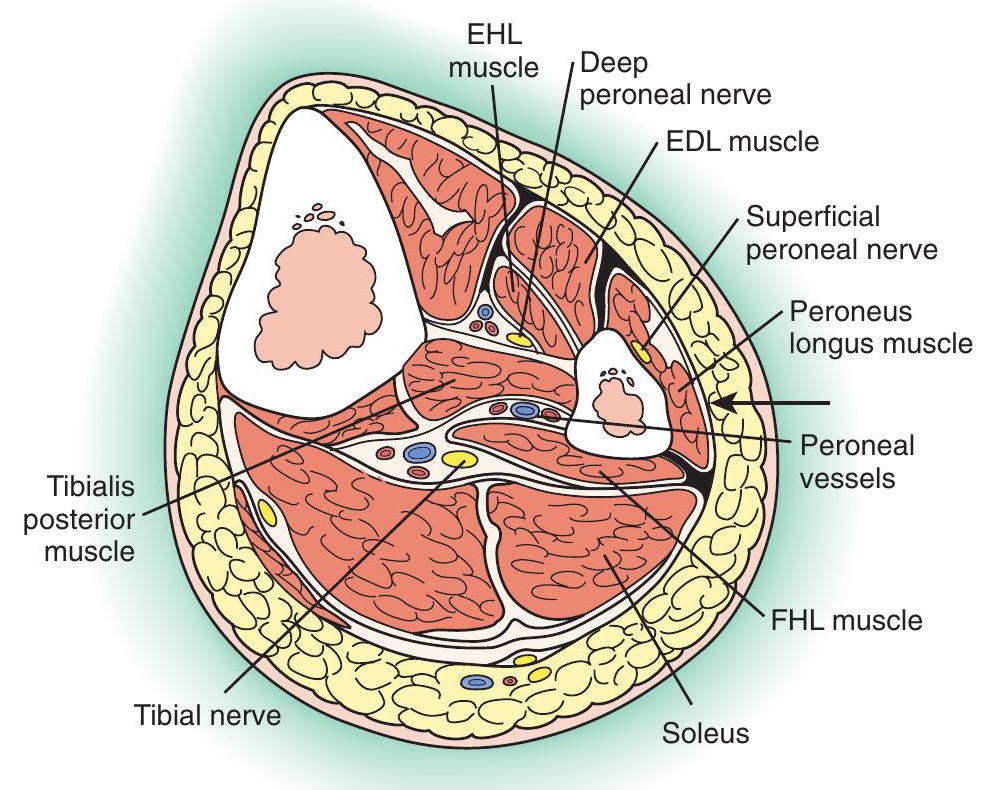 EHL
muscle
Deep
peroneal nerve
EDL muscle
Superficial
peroneal nerve
Peroneus
longus muscle
Peroneal
vessels
Tibialis
posterior
muscle
FHL muscle
Tibial nerve
Soleus